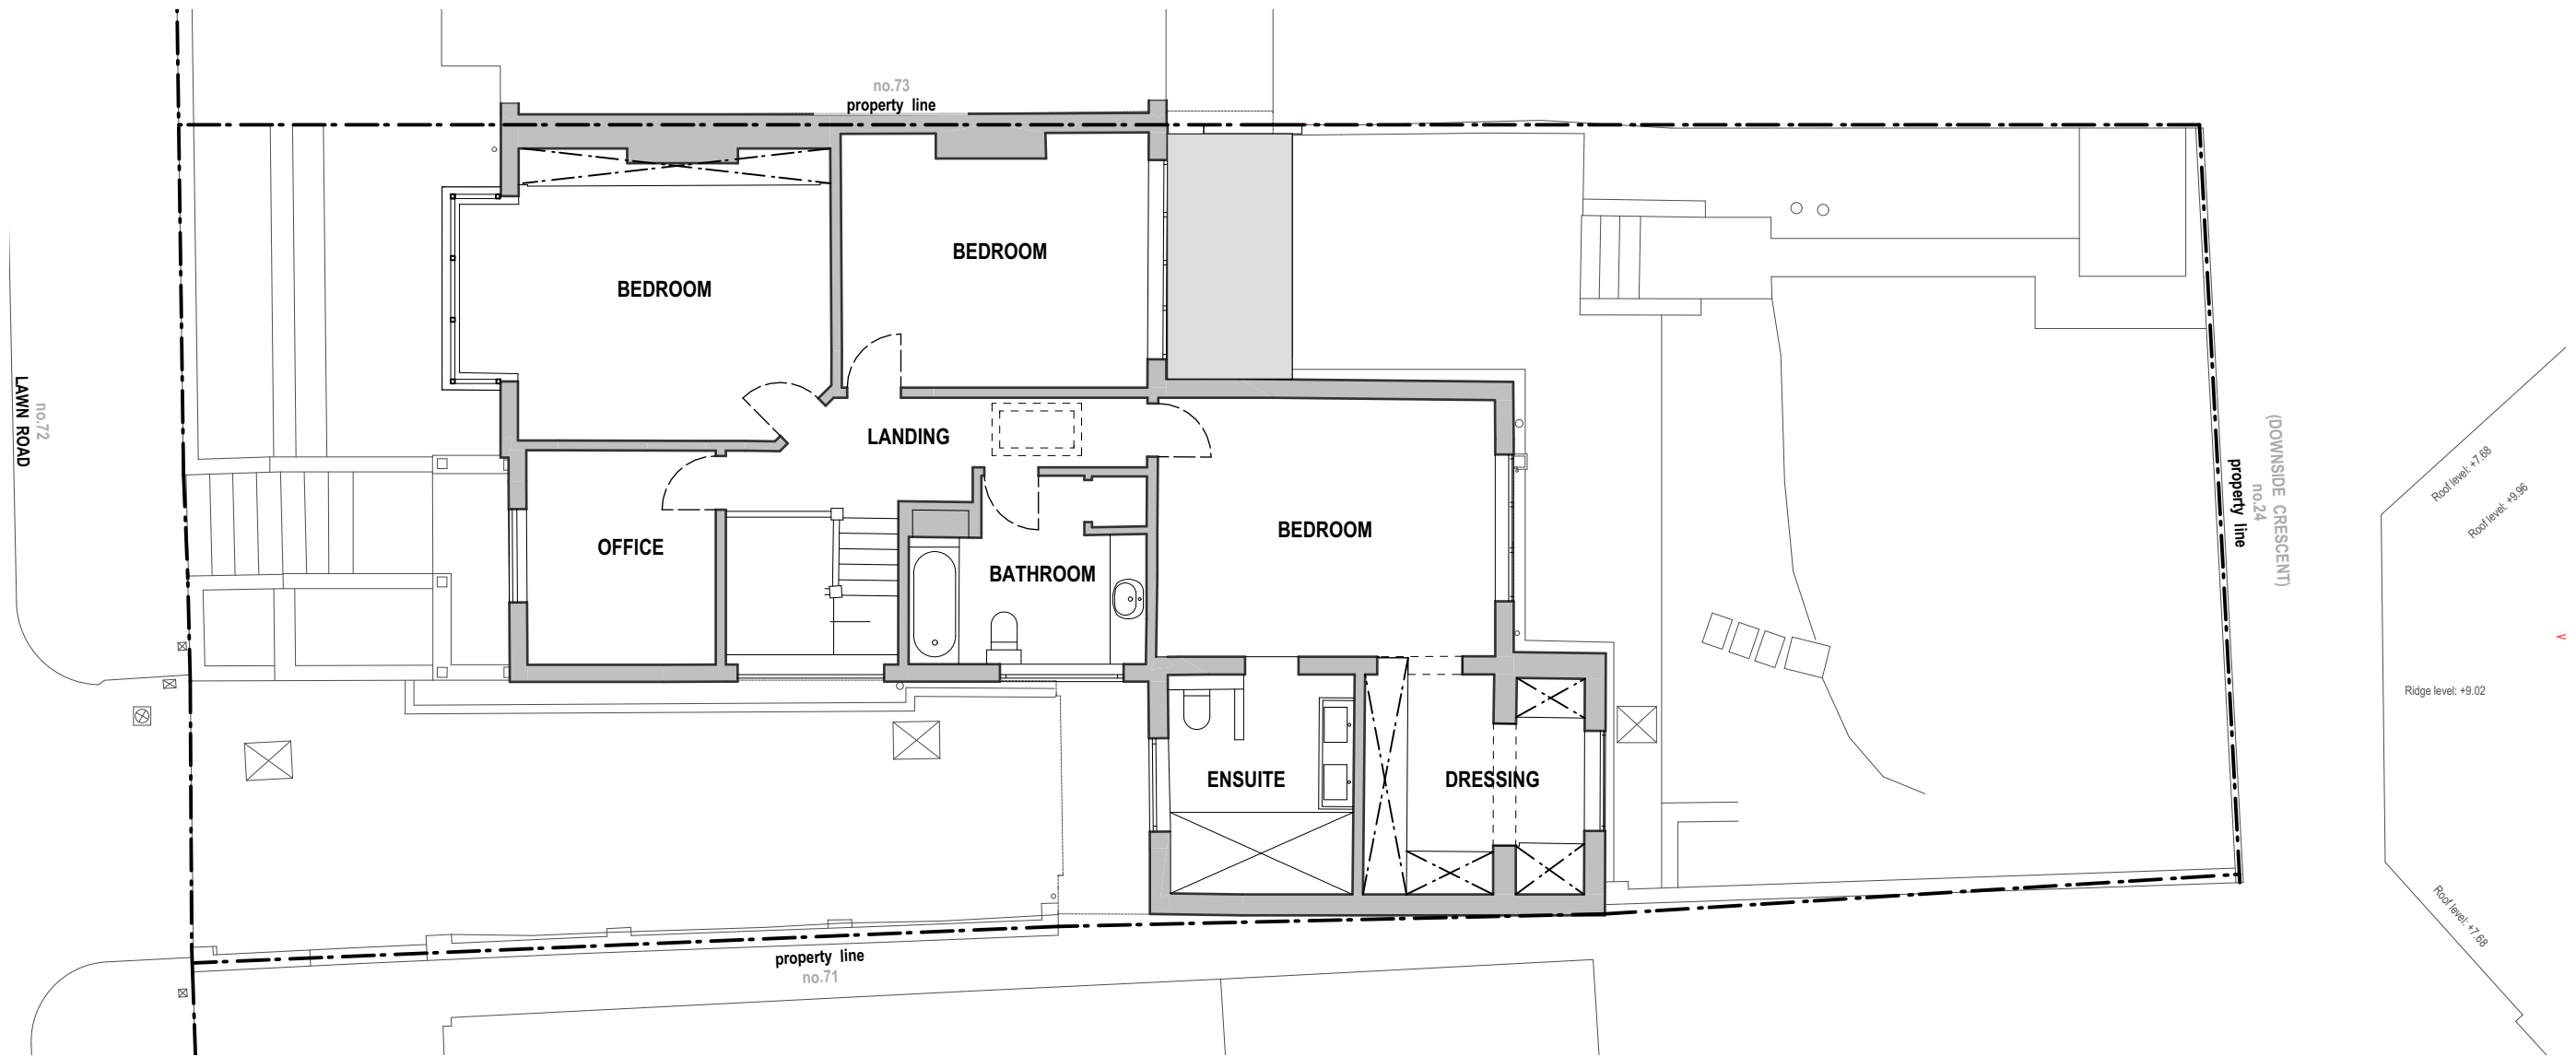 no.73
property line
BEDROOM
BEDROOM
LANDING
LAWN ROAD
no.72
OFFICE
BATHROOM
BEDROOM
ENSUITE
DRESSING
property line
no.71
property line
no.24
(DOWNSIDE CRESCENT)
Roof level: +7.68
Roof level: +9.96
V
Ridge level: +9.02
Roof level: +7.68